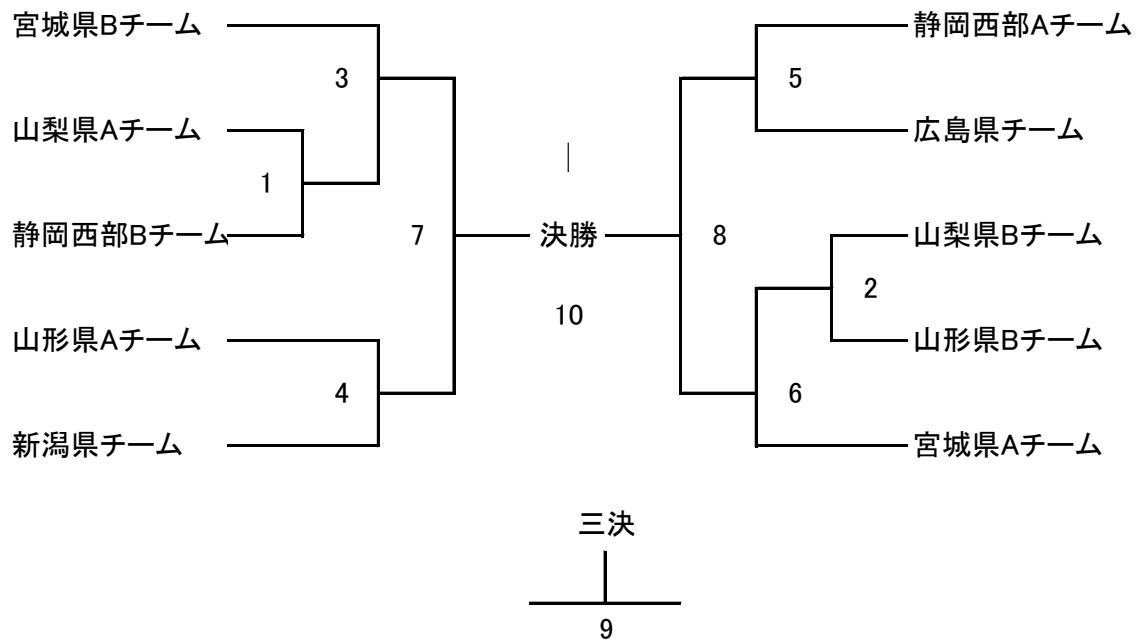 宮城県Bチーム
静岡西部Aチーム
3
5
山梨県Aチーム
広島県チーム
1
静岡西部Bチーム
7
決勝
8
山梨県Bチーム
2
10
山形県Aチーム
山形県Bチーム
4
6
新潟県チーム
宮城県Aチーム
三決
9